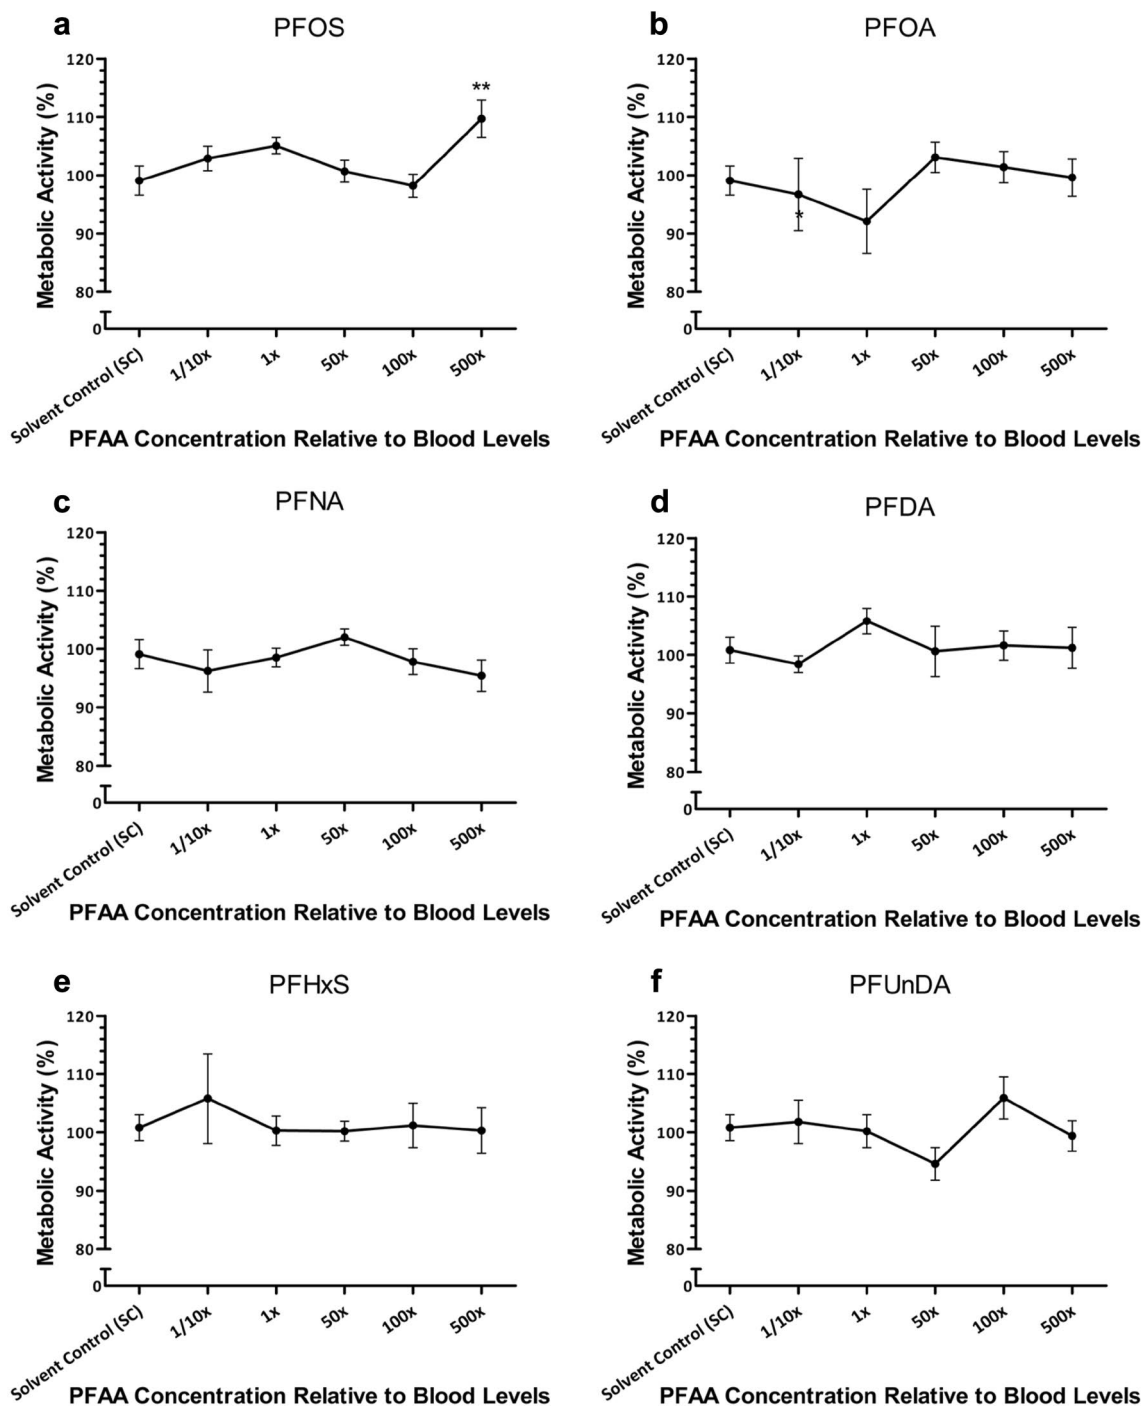 a
PFOS
Metabolic Activity (%)
120
110
100
90
80
0
**
Solvent Control (SC)
1/10x
1x
50x
100x
500x
PFAA Concentration Relative to Blood Levels
b
PFOA
Metabolic Activity (%)
120
110
100
90
80
0
*
Solvent Control (SC)
1/10x
1x
50x
100x
500x
PFAA Concentration Relative to Blood Levels
c
PFNA
Metabolic Activity (%)
120
110
100
90
80
0
Solvent Control (SC)
1/10x
1x
50x
100x
500x
PFAA Concentration Relative to Blood Levels
d
PFDA
Metabolic Activity (%)
120
110
100
90
80
0
Solvent Control (SC)
1/10x
1x
50x
100x
500x
PFAA Concentration Relative to Blood Levels
e
PFHxS
Metabolic Activity (%)
120
110
100
90
80
0
Solvent Control (SC)
1/10x
1x
50x
100x
500x
PFAA Concentration Relative to Blood Levels
f
PFUnDA
Metabolic Activity (%)
120
110
100
90
80
0
Solvent Control (SC)
1/10x
1x
50x
100x
500x
PFAA Concentration Relative to Blood Levels